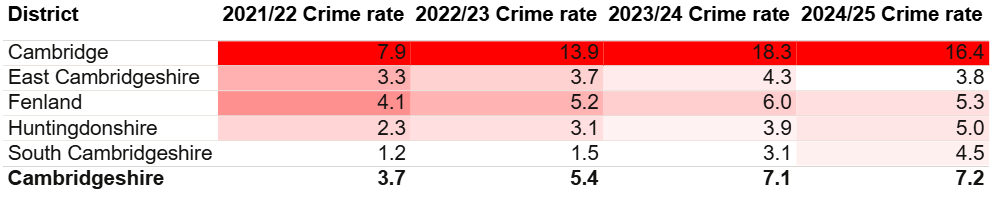 District 2021/22 Crime rate 2022/23 Crime rate 2023/24 Crime rate 2024/25 Crime rate
Cambridge 7.9 13.9 18.3 16.4
East Cambridgeshire 3.3 3.7 4.3 3.8
Fenland 4.1 5.2 6.0 5.3
Huntingdonshire 2.3 3.1 3.9 5.0
South Cambridgeshire 1.2 1.5 3.1 4.5
Cambridgeshire 3.7 5.4 7.1 7.2